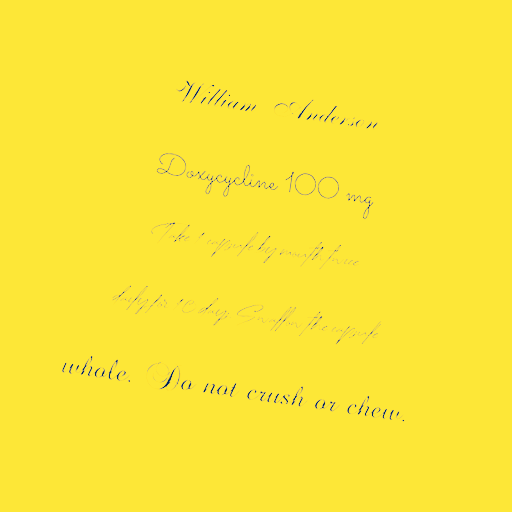 William Anderson
Doxycycline 100 mg
Take 1 capsule by mouth twice
daily for 10 days. Swallow the capsule
whole. Do not crush or chew.